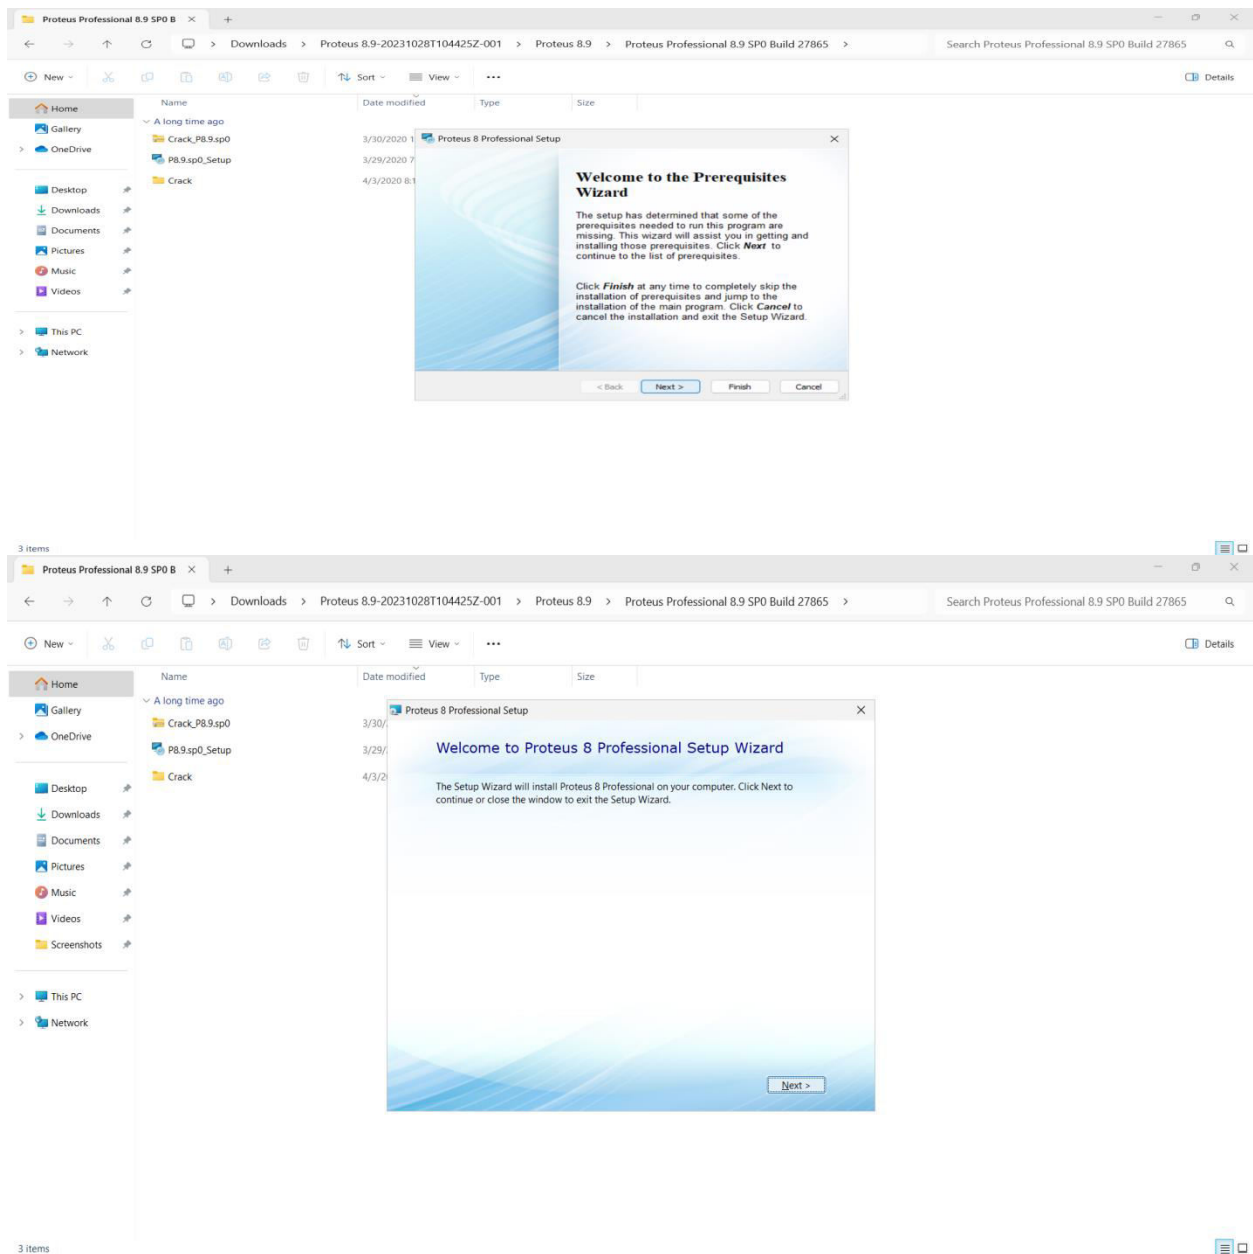 Proteus Professional 8.9 SP0 B
Downloads > Proteus 8.9-20231028T104425Z-001 > Proteus 8.9 > Proteus Professional 8.9 SP0 Build 27865 >
Search Proteus Professional 8.9 SP0 Build 27865
New Sort View Details
Name Date modified Type Size
Home
A long time ago
Gallery
Crack_P8.9.sp0 3/30/2020 1
OneDrive
P8.9.sp0_Setup 3/29/2020 7
Crack 4/3/2020 8:1
Desktop
Downloads
Documents
Pictures
Music
Videos
This PC
Network
Proteus 8 Professional Setup
Welcome to the Prerequisites
Wizard
The setup has determined that some of the
prerequisites needed to run this program are
missing. This wizard will assist you in getting and
installing those prerequisites. Click Next to
continue to the list of prerequisites.
Click Finish at any time to completely skip the
installation of prerequisites and jump to the
installation of the main program. Click Cancel to
cancel the installation and exit the Setup Wizard.
< Back Next > Finish Cancel
3 items
Proteus Professional 8.9 SP0 B
Downloads > Proteus 8.9-20231028T104425Z-001 > Proteus 8.9 > Proteus Professional 8.9 SP0 Build 27865 >
Search Proteus Professional 8.9 SP0 Build 27865
New Sort View Details
Name Date modified Type Size
Home
A long time ago
Gallery
Crack_P8.9.sp0 3/30/
OneDrive
P8.9.sp0_Setup 3/29/
Crack 4/3/2
Desktop
Downloads
Documents
Pictures
Music
Videos
Screenshots
This PC
Network
Proteus 8 Professional Setup
Welcome to Proteus 8 Professional Setup Wizard
The Setup Wizard will install Proteus 8 Professional on your computer. Click Next to
continue or close the window to exit the Setup Wizard.
Next >
3 items